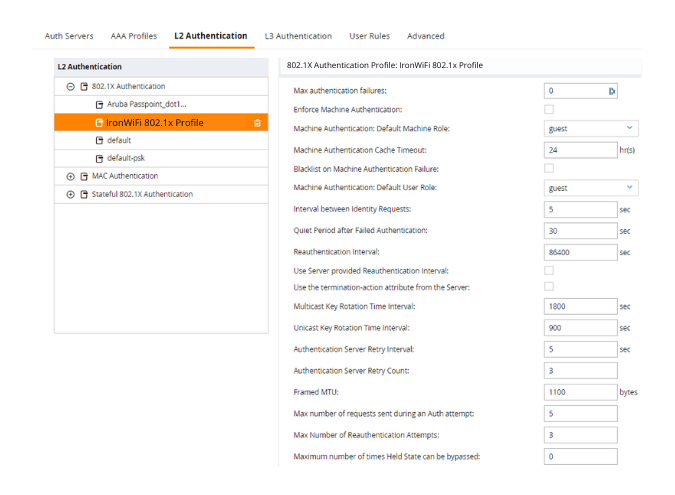 Auth Servers AAA Profiles L2 Authentication L3 Authentication User Rules Advanced
L2 Authentication
802.1X Authentication
Aruba Passpoint_dot1...
IronWiFi 802.1x Profile
default
default-psk
MAC Authentication
Stateful 802.1X Authentication
802.1X Authentication Profile: IronWiFi 802.1x Profile
Max authentication failures: 0
Enforce Machine Authentication:
Machine Authentication: Default Machine Role: guest
Machine Authentication Cache Timeout: 24 hr(s)
Blacklist on Machine Authentication Failure:
Machine Authentication: Default User Role: guest
Interval between Identity Requests: 5 sec
Quiet Period after Failed Authentication: 30 sec
Reauthentication Interval: 86400 sec
Use Server provided Reauthentication Interval:
Use the termination-action attribute from the Server:
Multicast Key Rotation Time Interval: 1800 sec
Unicast Key Rotation Time Interval: 900 sec
Authentication Server Retry Interval: 5 sec
Authentication Server Retry Count: 3
Framed MTU: 1100 bytes
Max number of requests sent during an Auth attempt: 5
Max Number of Reauthentication Attempts: 3
Maximum number of times Held State can be bypassed: 0